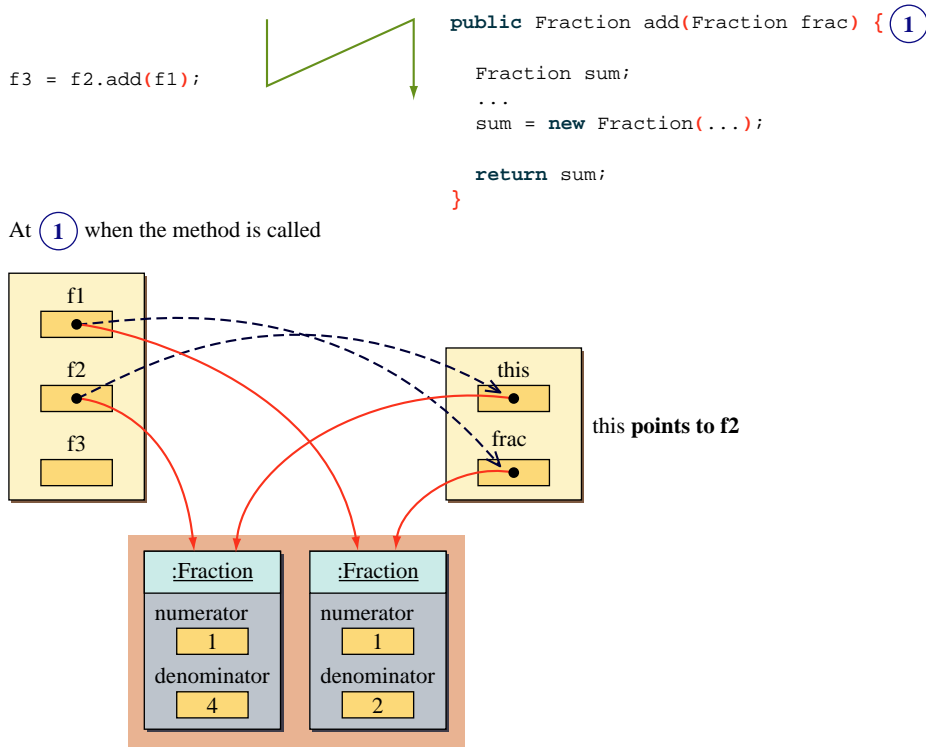 public Fraction add(Fraction frac) { 1
f3 = f2.add(f1);
Fraction sum;
...
sum = new Fraction(...);
return sum;
}
At 1 when the method is called
f1
f2
f3
this
frac
this points to f2
:Fraction
numerator
1
denominator
4
:Fraction
numerator
1
denominator
2